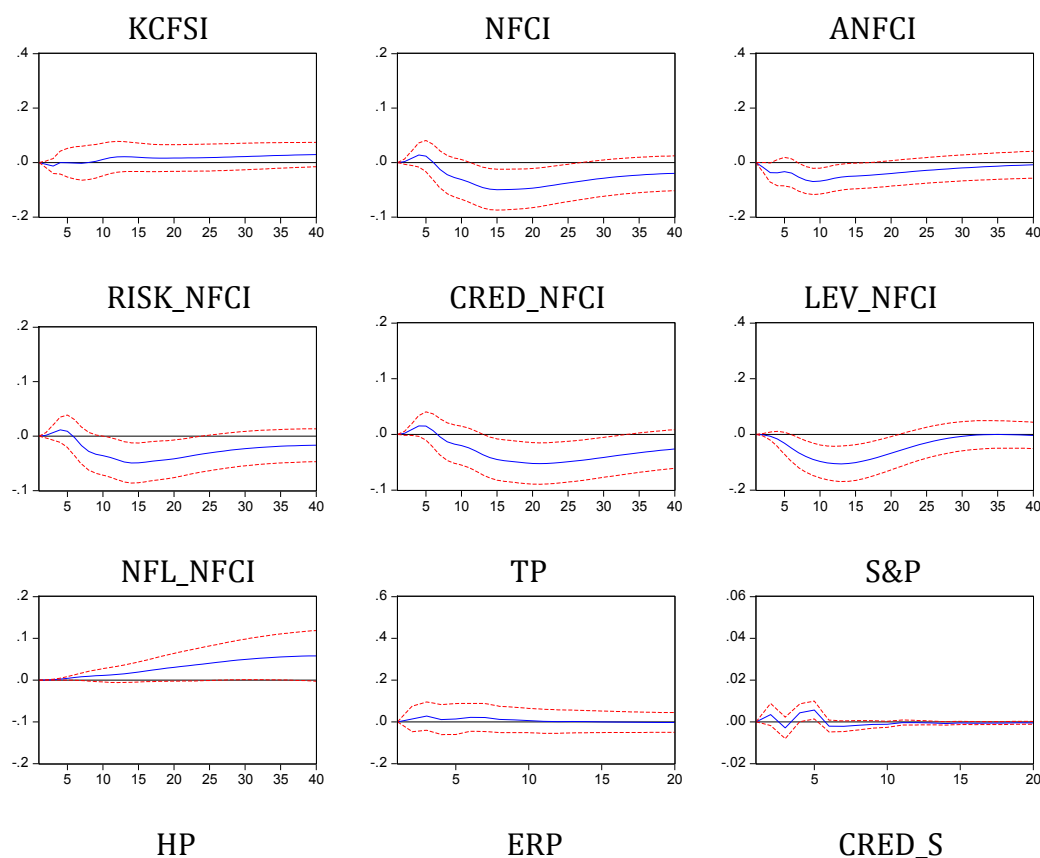 KCFSI NFCI ANFCI
.4 .2 .4
.2 .1 .2
.0 .0 .0
-.2 -.1 -.2
5 10 15 20 25 30 35 40 5 10 15 20 25 30 35 40 5 10 15 20 25 30 35 40
RISK_NFCI CRED_NFCI LEV_NFCI
.2 .2 .4
.1 .1 .2
.0 .0 .0
-.1 -.1 -.2
5 10 15 20 25 30 35 40 5 10 15 20 25 30 35 40 5 10 15 20 25 30 35 40
NFL_NFCI TP S&P
.2 .6 .06
.1 .4 .04
.0 .2 .02
-.1 .0 .00
-.2 -.2 -.02
5 10 15 20 25 30 35 40 5 10 15 20 5 10 15 20
HP ERP CRED_S